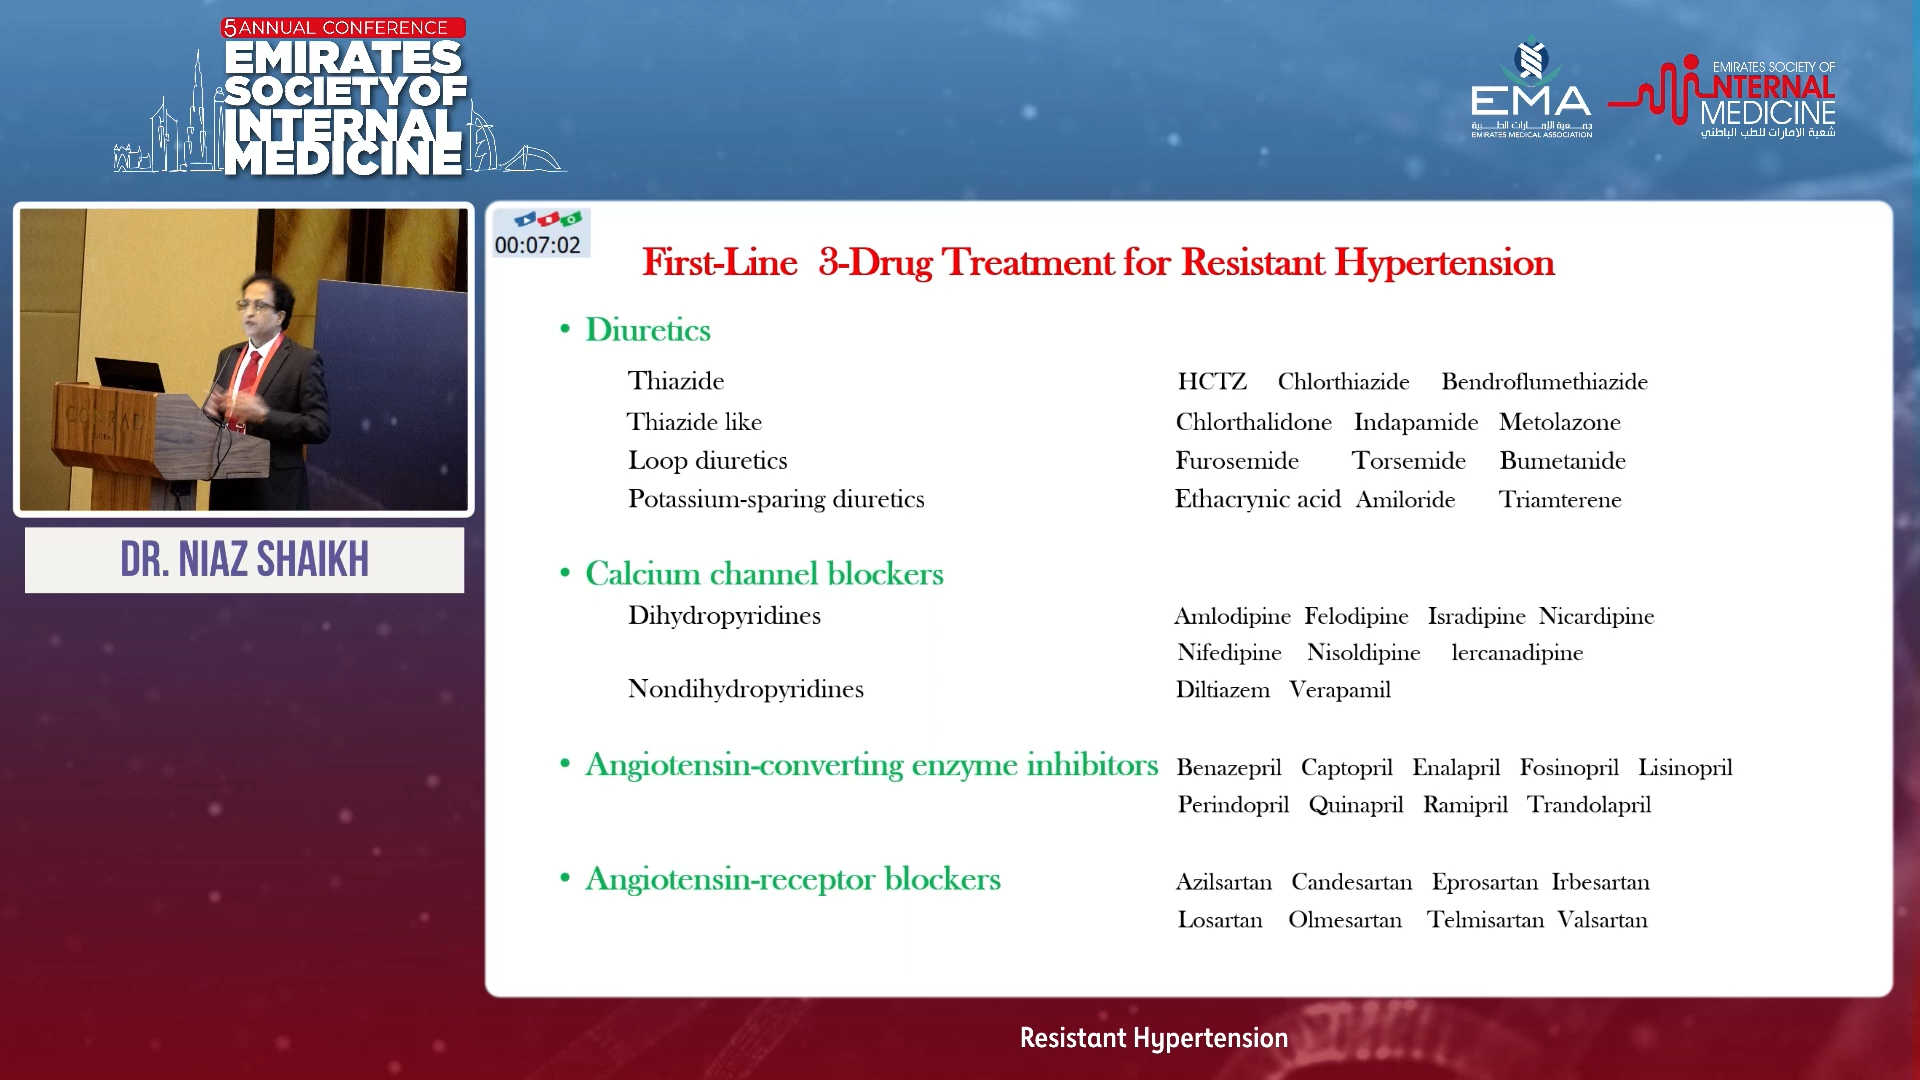 5 ANNUAL CONFERENCE
EMIRATES
SOCIETY OF
INTERNAL
MEDICINE
EMA
جمعية الإمارات الطبية
EMIRATES MEDICAL ASSOCIATION
EMIRATES SOCIETY OF
INTERNAL
MEDICINE
شعبة الامارات للطب الباطني
CONRAD
DR. NIAZ SHAIKH
00:07:02
First-Line 3-Drug Treatment for Resistant Hypertension
• Diuretics
Thiazide HCTZ Chlorthiazide Bendroflumethiazide
Thiazide like Chlorthalidone Indapamide Metolazone
Loop diuretics Furosemide Torsemide Bumetanide
Potassium-sparing diuretics Ethacrynic acid Amiloride Triamterene
• Calcium channel blockers
Dihydropyridines Amlodipine Felodipine Isradipine Nicardipine
Nifedipine Nisoldipine lercanadipine
Nondihydropyridines Diltiazem Verapamil
• Angiotensin-converting enzyme inhibitors Benazepril Captopril Enalapril Fosinopril Lisinopril
Perindopril Quinapril Ramipril Trandolapril
• Angiotensin-receptor blockers Azilsartan Candesartan Eprosartan Irbesartan
Losartan Olmesartan Telmisartan Valsartan
Resistant Hypertension